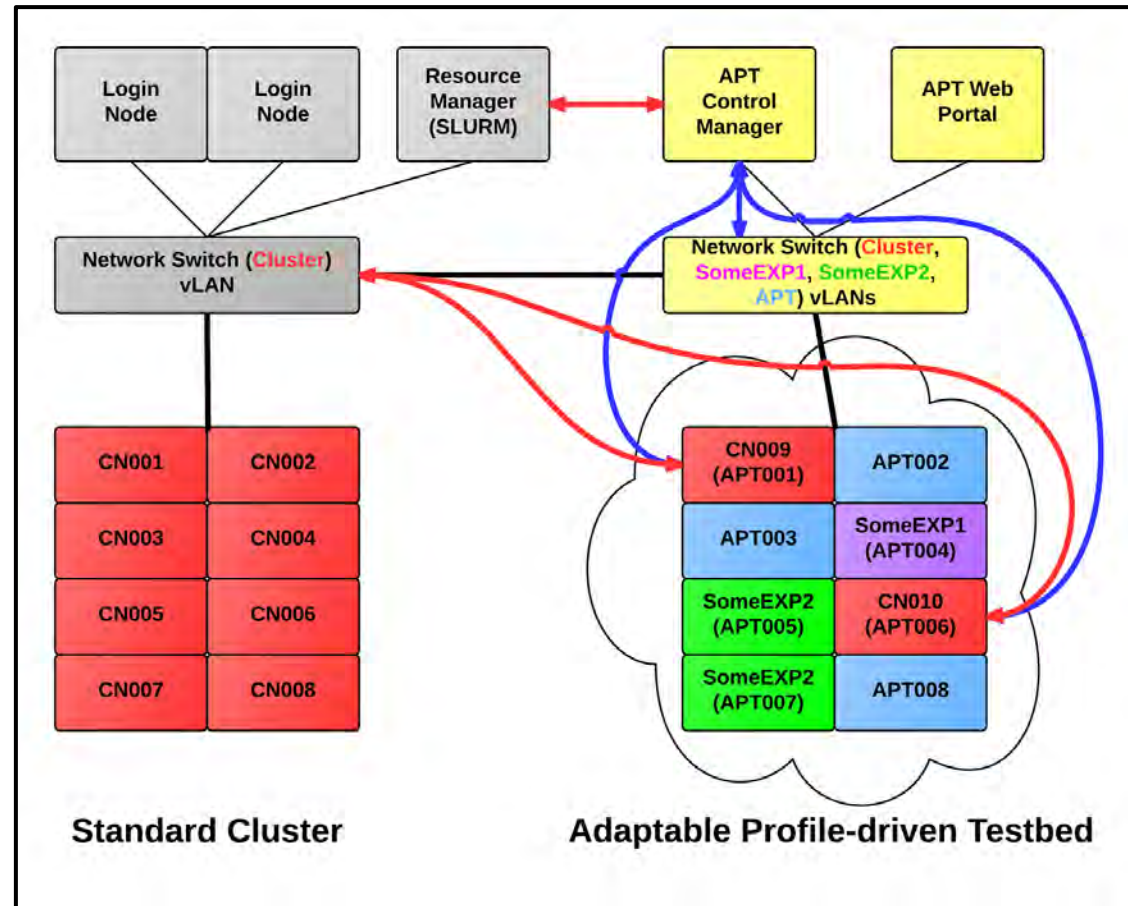 Login
Node
Login
Node
Resource
Manager
(SLURM)
APT
Control
Manager
APT Web
Portal
Network Switch (Cluster)
vLAN
Network Switch (Cluster,
SomeEXP1, SomeEXP2,
APT) vLANs
CN001
CN002
CN003
CN004
CN005
CN006
CN007
CN008
CN009
(APT001)
APT002
APT003
SomeEXP1
(APT004)
SomeEXP2
(APT005)
CN010
(APT006)
SomeEXP2
(APT007)
APT008
Standard Cluster
Adaptable Profile-driven Testbed